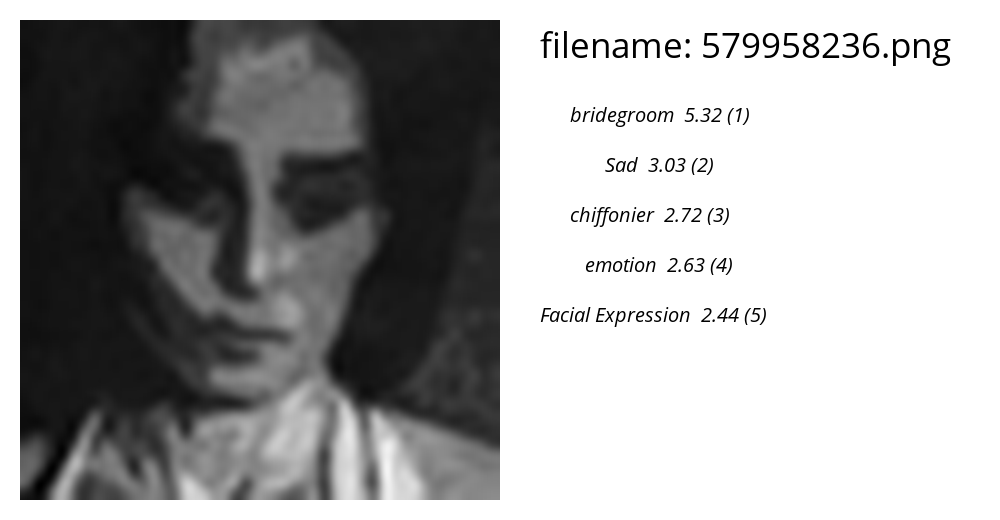 filename: 579958236.png
bridegroom 5.32 (1)
Sad 3.03 (2)
chiffonier 2.72 (3)
emotion 2.63 (4)
Facial Expression 2.44 (5)